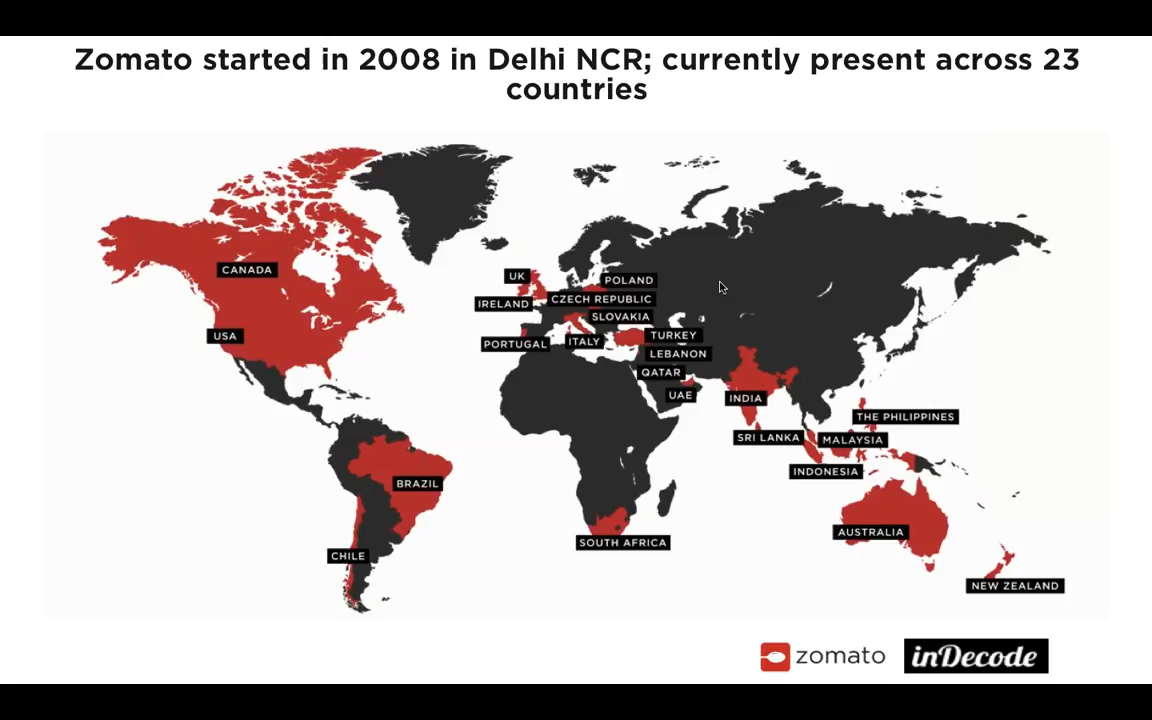 Zomato started in 2008 in Delhi NCR; currently present across 23
countries
CANADA
UK
POLAND
IRELAND
CZECH REPUBLIC
SLOVAKIA
USA
PORTUGAL
ITALY
TURKEY
LEBANON
QATAR
UAE
INDIA
THE PHILIPPINES
SRI LANKA
MALAYSIA
INDONESIA
BRAZIL
AUSTRALIA
SOUTH AFRICA
CHILE
NEW ZEALAND
zomato
inDecode